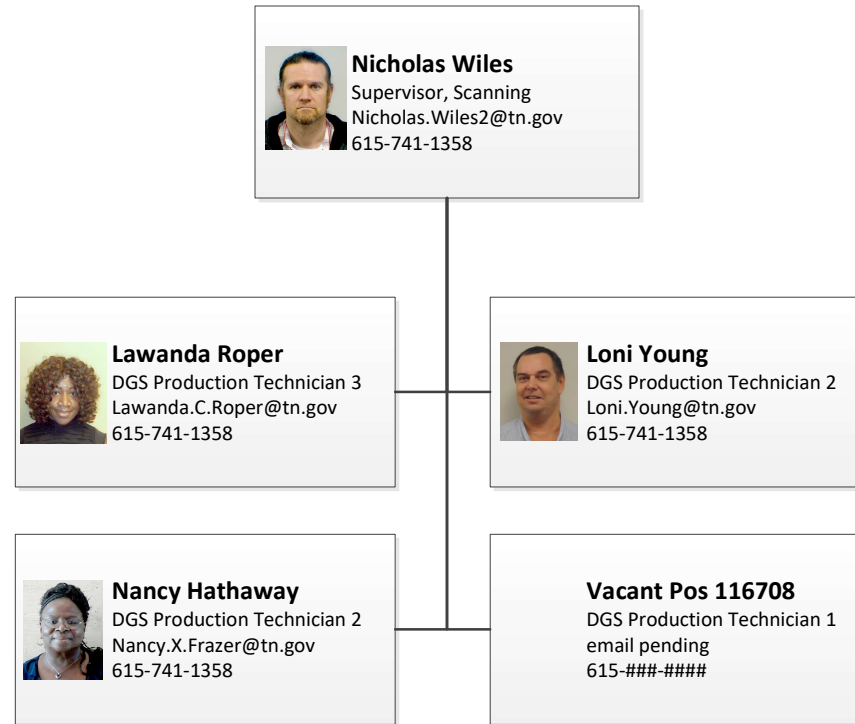 Nicholas Wiles
Supervisor, Scanning
Nicholas.Wiles2@tn.gov
615-741-1358
Lawanda Roper
DGS Production Technician 3
Lawanda.C.Roper@tn.gov
615-741-1358
Loni Young
DGS Production Technician 2
Loni.Young@tn.gov
615-741-1358
Nancy Hathaway
DGS Production Technician 2
Nancy.X.Frazer@tn.gov
615-741-1358
Vacant Pos 116708
DGS Production Technician 1
email pending
615-###-####